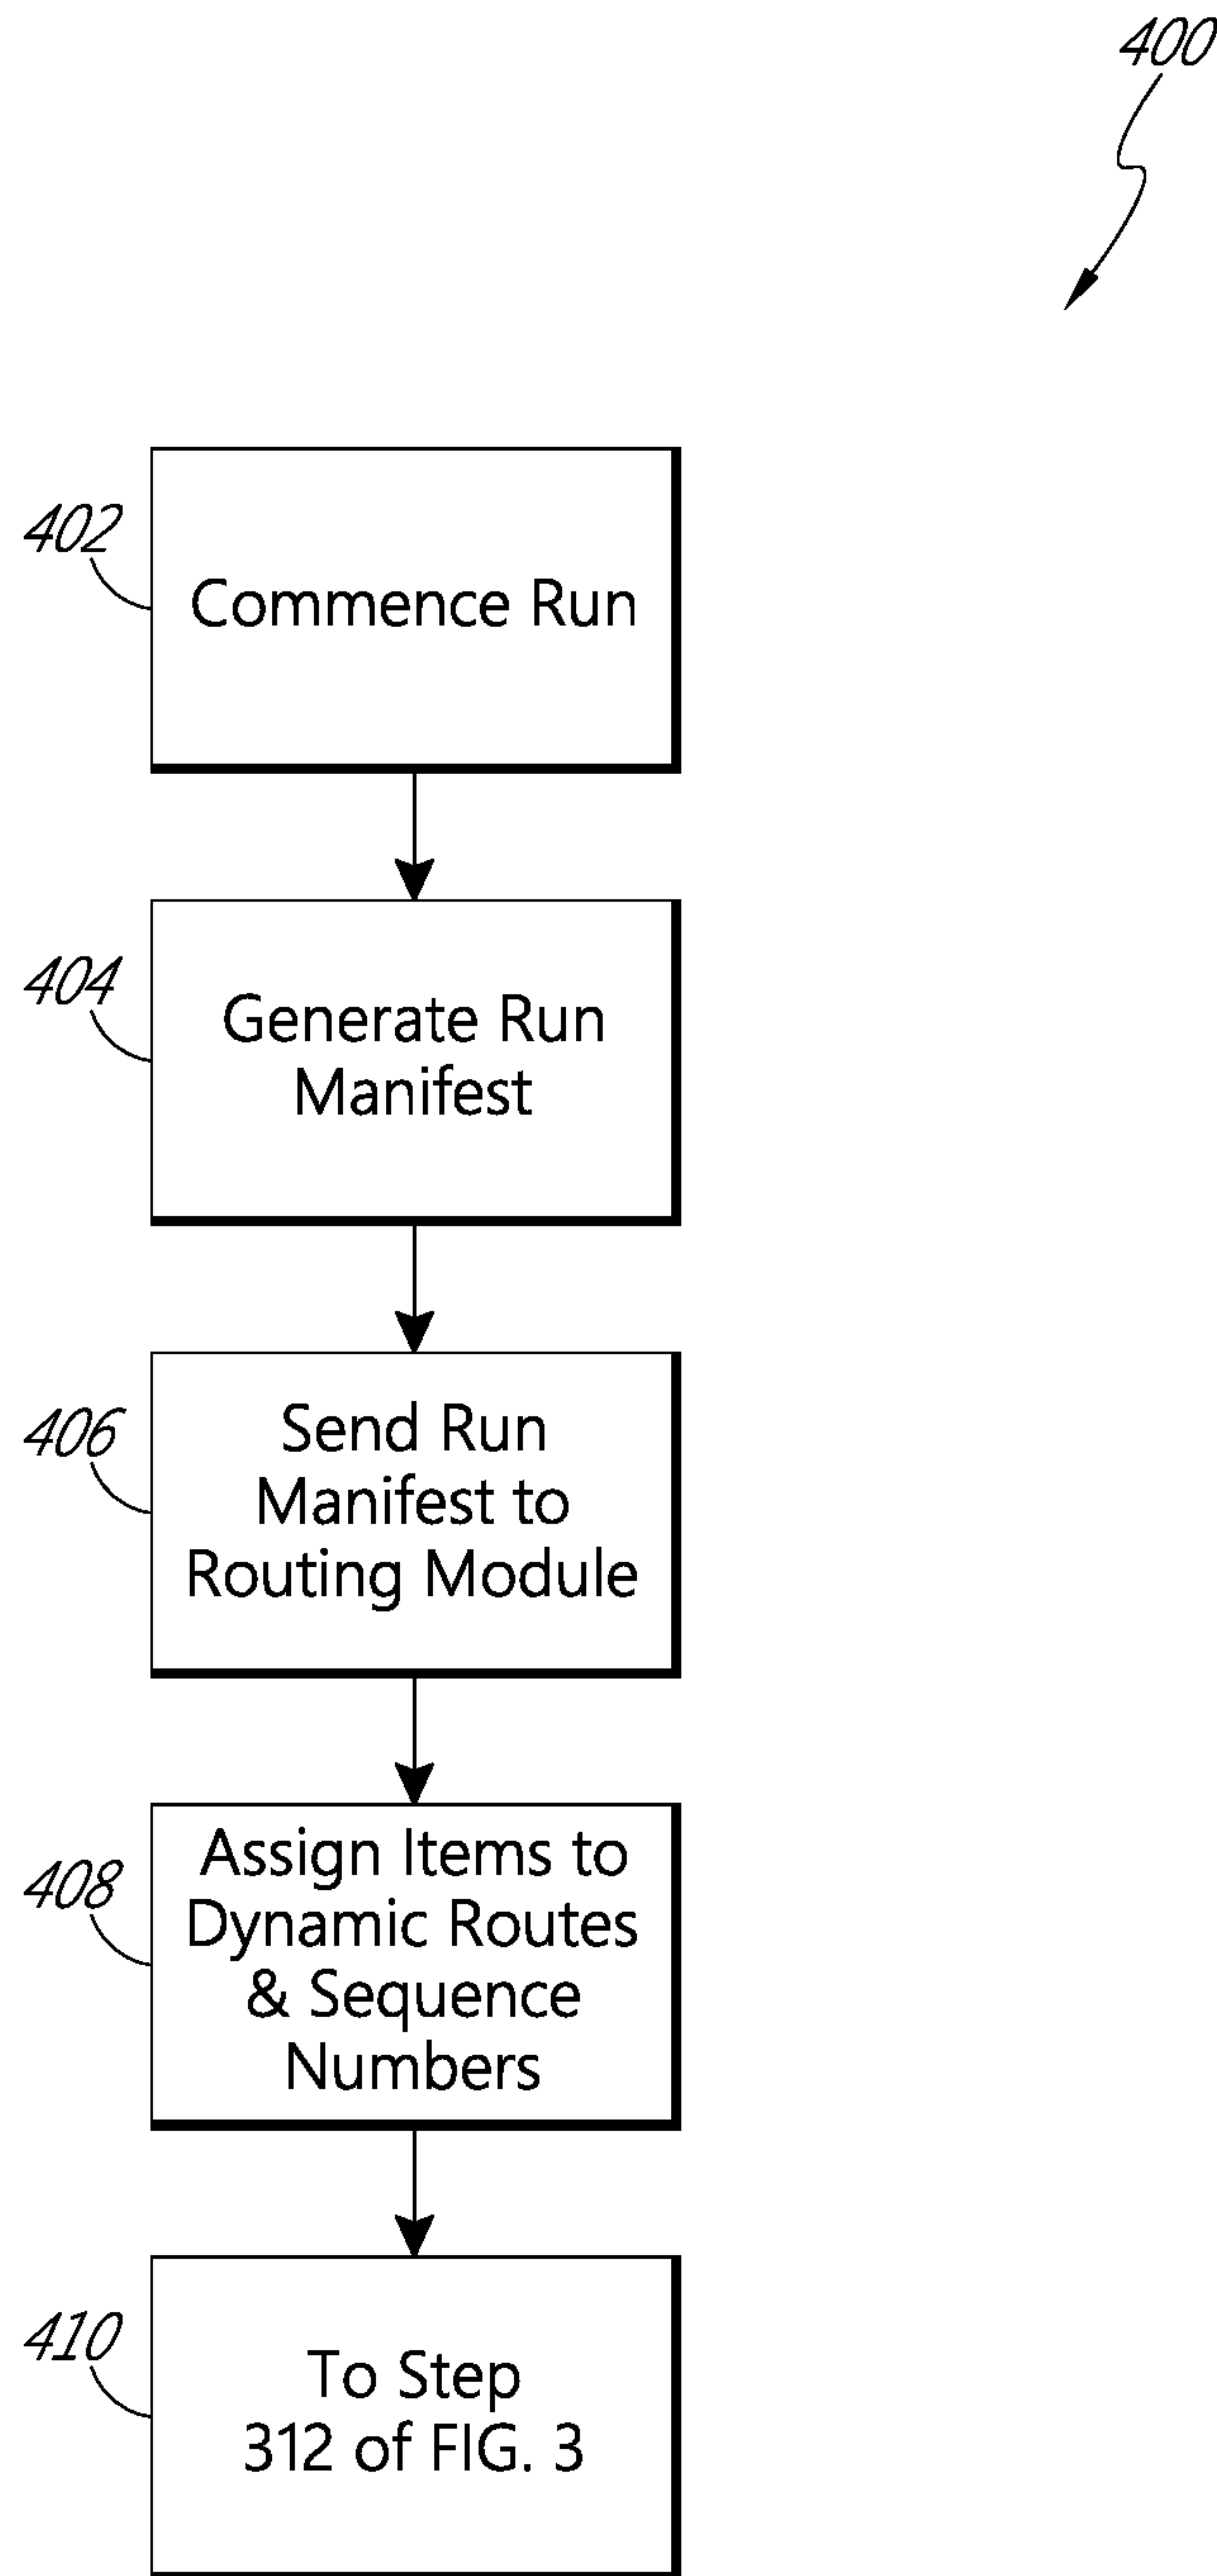 400
402
Commence Run
404
Generate Run
Manifest
406
Send Run
Manifest to
Routing Module
408
Assign Items to
Dynamic Routes
& Sequence
Numbers
410
To Step
312 of FIG. 3